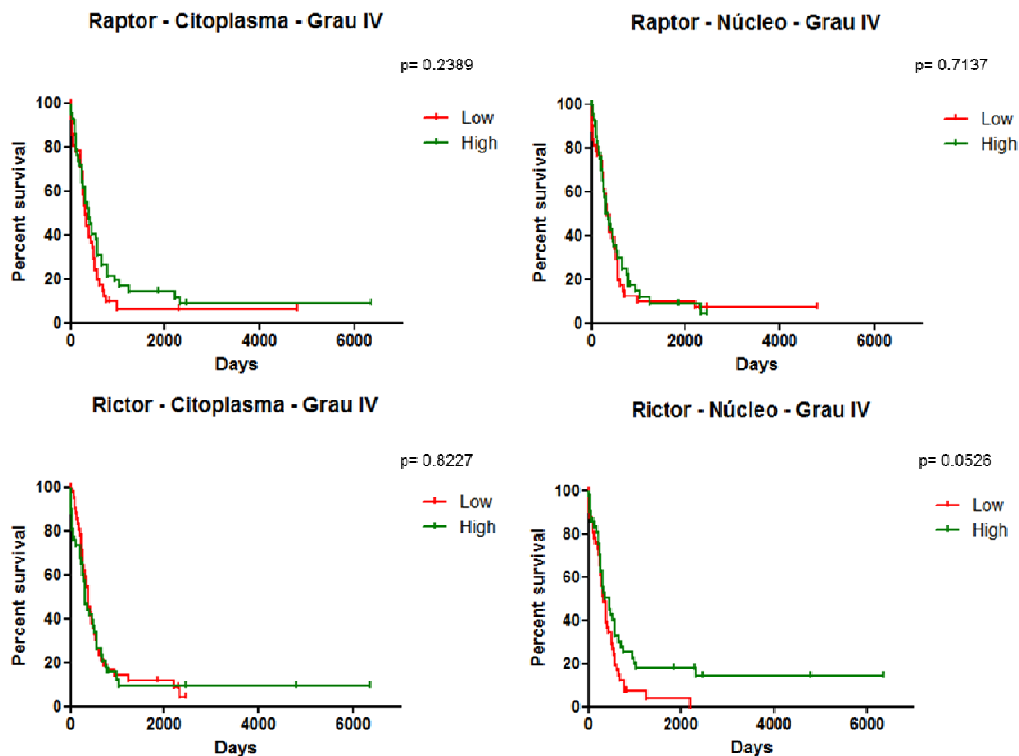 Raptor - Citoplasma - Grau IV
p= 0.2389
Low
High
100
80
60
40
20
0
Percent survival
0 2000 4000 6000
Days
Raptor - Núcleo - Grau IV
p= 0.7137
Low
High
100
80
60
40
20
0
Percent survival
0 2000 4000 6000
Days
Rictor - Citoplasma - Grau IV
p= 0.8227
Low
High
100
80
60
40
20
0
Percent survival
0 2000 4000 6000
Days
Rictor - Núcleo - Grau IV
p= 0.0526
Low
High
100
80
60
40
20
0
Percent survival
0 2000 4000 6000
Days